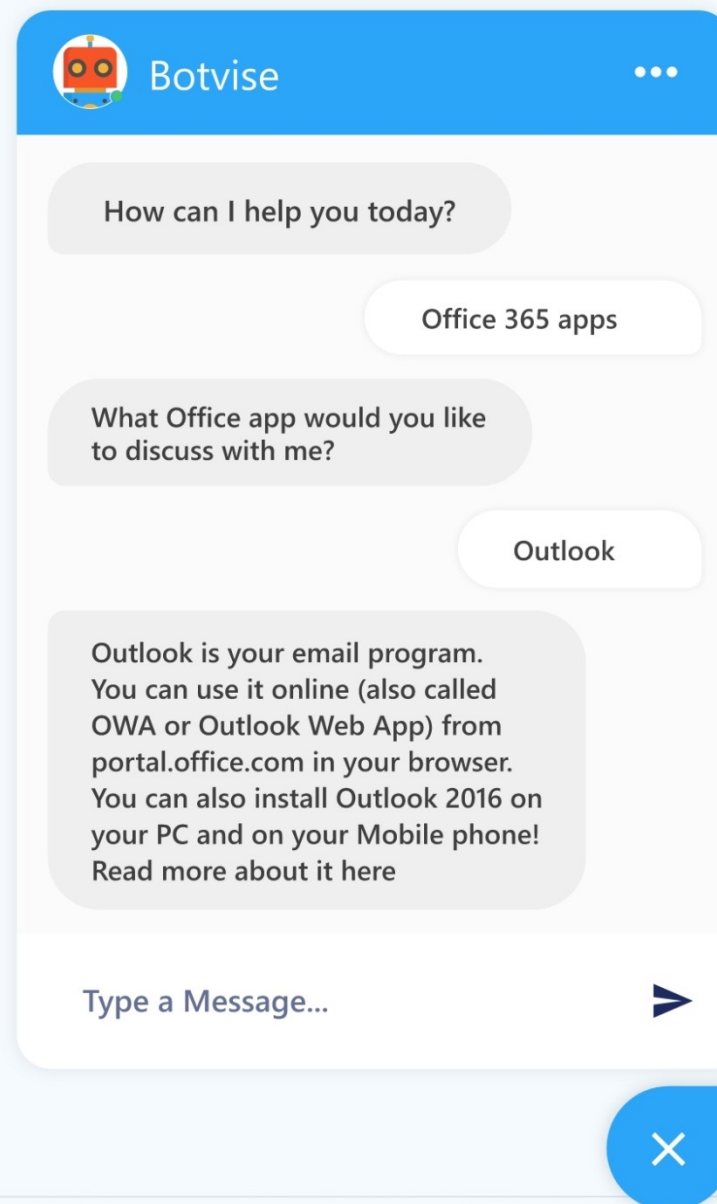 Botvise
How can I help you today?
Office 365 apps
What Office app would you like
to discuss with me?
Outlook
Outlook is your email program.
You can use it online (also called
OWA or Outlook Web App) from
portal.office.com in your browser.
You can also install Outlook 2016 on
your PC and on your Mobile phone!
Read more about it here
Type a Message...